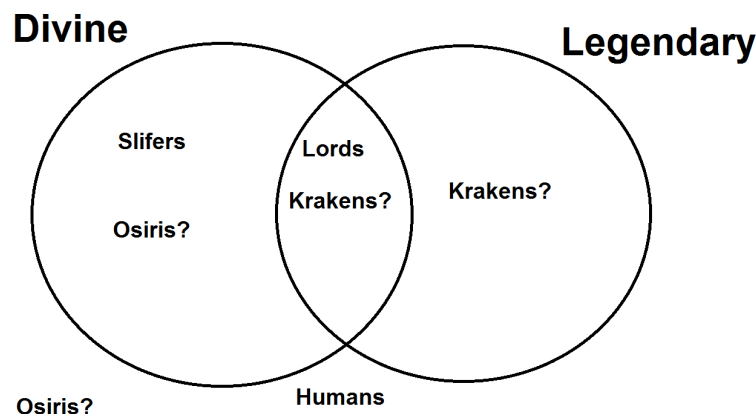 Divine
Legendary
Slifers
Lords
Krakens?
Krakens?
Osiris?
Humans
Osiris?